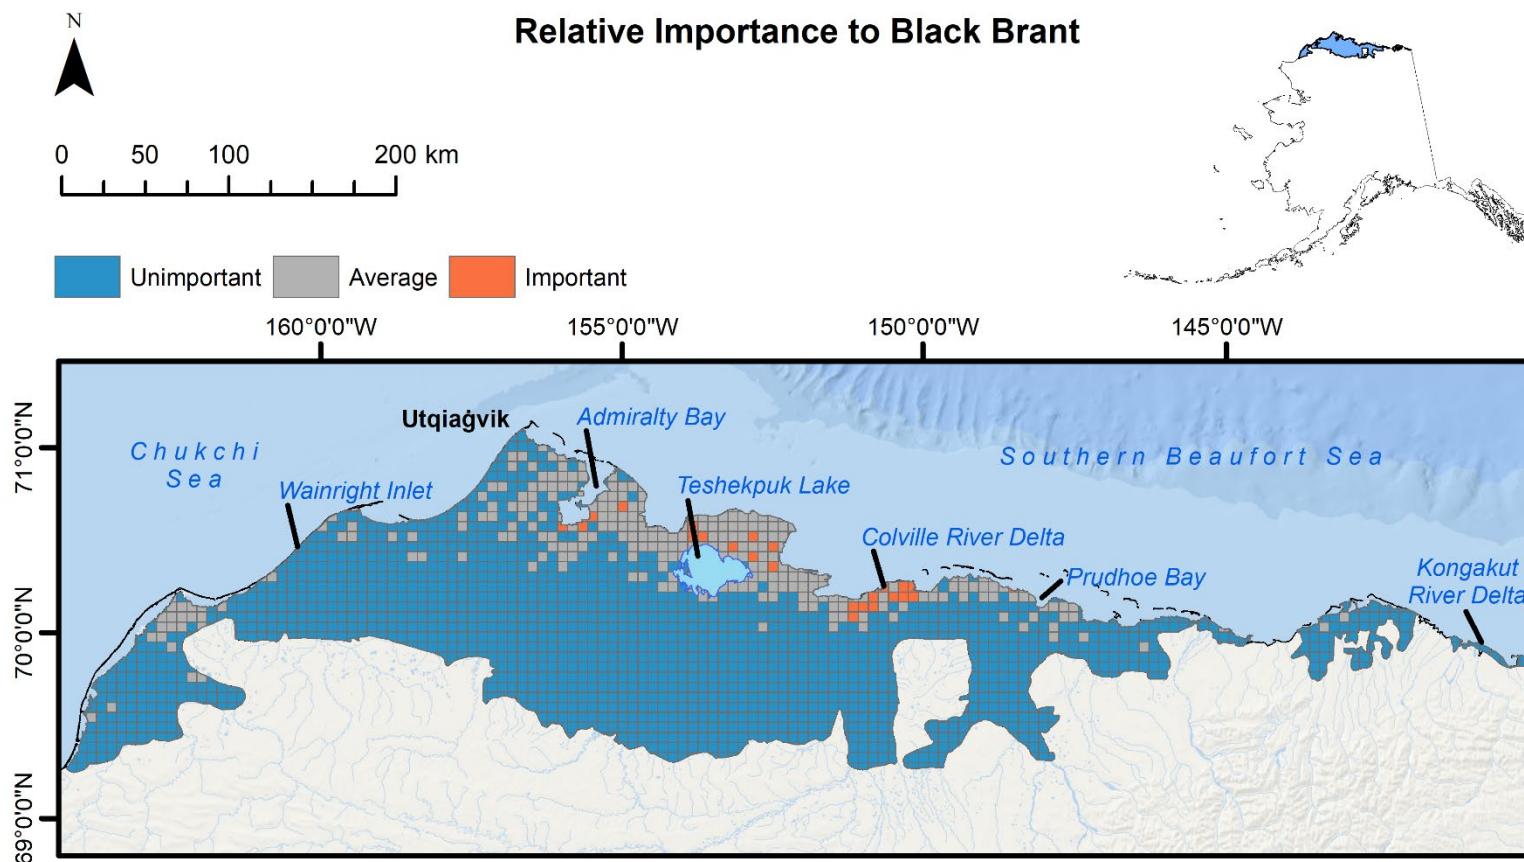 Relative Importance to Black Brant
N
0 50 100 200 km
Unimportant Average Important
160°0'0"W 155°0'0"W 150°0'0"W 145°0'0"W
71°0'0"N
70°0'0"N
69°0'0"N
Utqiaġvik
Admiralty Bay
Chukchi
Sea
Southern Beaufort Sea
Wainright Inlet
Teshekpuk Lake
Colville River Delta
Prudhoe Bay
Kongakut
River Delta